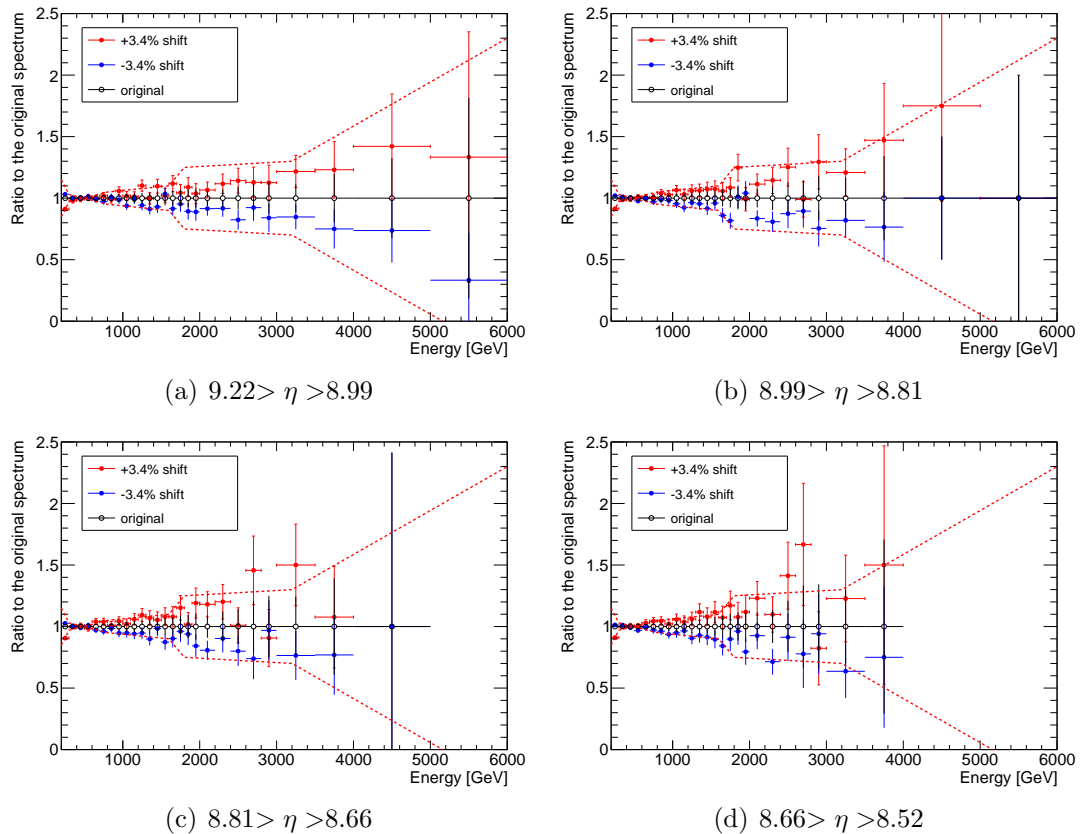 Ratio to the original spectrum
2.5
2
1.5
1
0.5
0
+3.4% shift
-3.4% shift
original
1000 2000 3000 4000 5000 6000
Energy [GeV]
(a) 9.22> η >8.99
Ratio to the original spectrum
2.5
2
1.5
1
0.5
0
+3.4% shift
-3.4% shift
original
1000 2000 3000 4000 5000 6000
Energy [GeV]
(b) 8.99> η >8.81
Ratio to the original spectrum
2.5
2
1.5
1
0.5
0
+3.4% shift
-3.4% shift
original
1000 2000 3000 4000 5000 6000
Energy [GeV]
(c) 8.81> η >8.66
Ratio to the original spectrum
2.5
2
1.5
1
0.5
0
+3.4% shift
-3.4% shift
original
1000 2000 3000 4000 5000 6000
Energy [GeV]
(d) 8.66> η >8.52